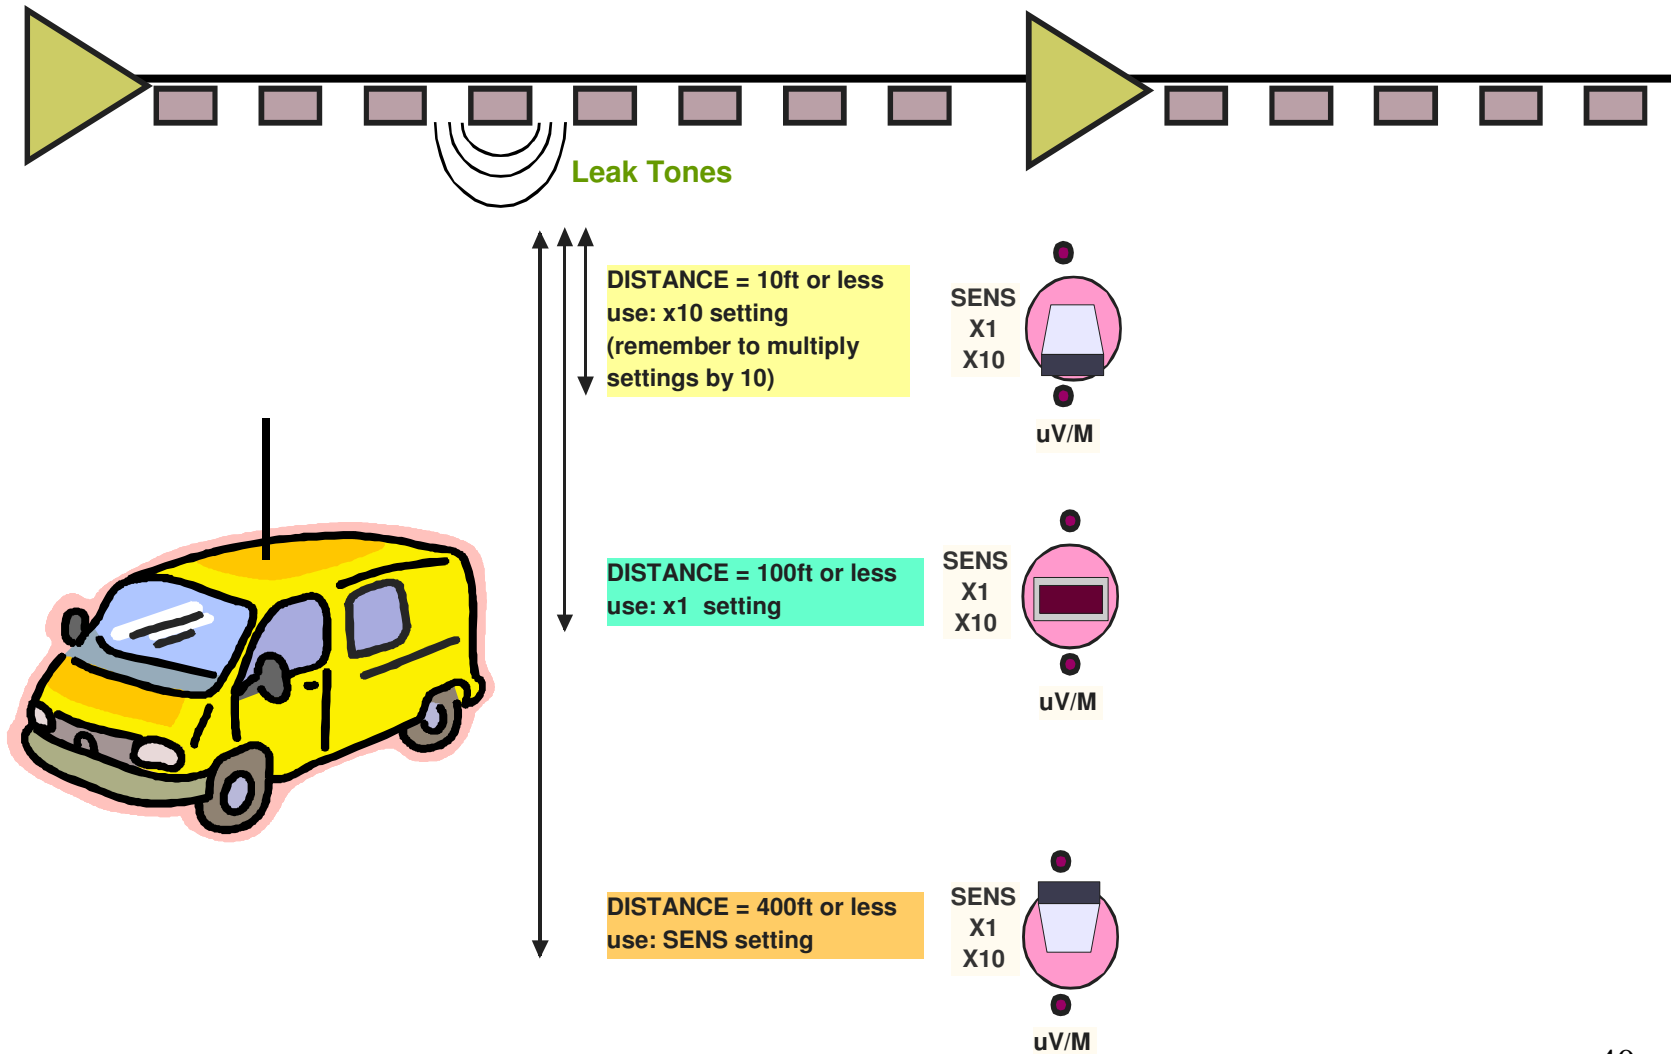 Leak Tones
DISTANCE = 10ft or less
use: x10 setting
(remember to multiply
settings by 10)
SENS
X1
X10
uV/M
DISTANCE = 100ft or less
use: x1 setting
SENS
X1
X10
uV/M
DISTANCE = 400ft or less
use: SENS setting
SENS
X1
X10
uV/M